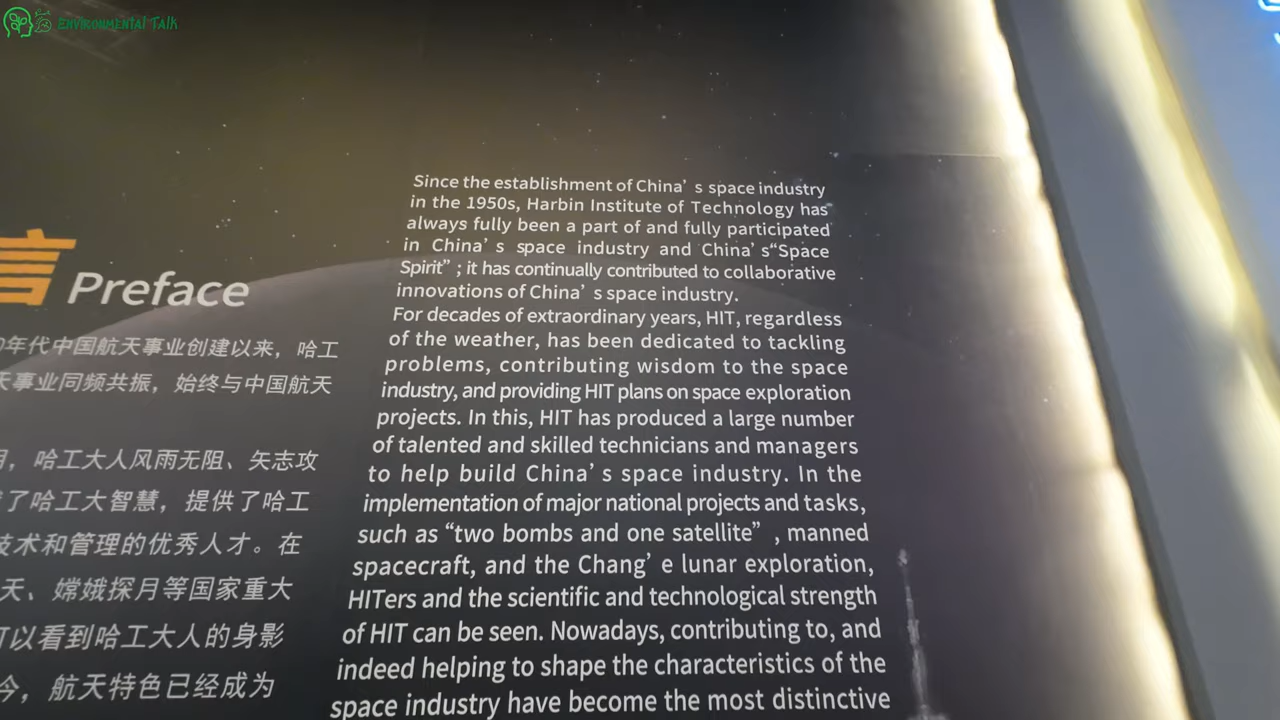 Environmental Talk
言 Preface
年代中国航天事业创建以来，哈工
天事业同频共振，始终与中国航天
，哈工大人风雨无阻、矢志攻
了哈工大智慧，提供了哈工
技术和管理的优秀人才。在
天、嫦娥探月等国家重大
可以看到哈工大人的身影
今，航天特色已经成为
Since the establishment of China’s space industry
in the 1950s, Harbin Institute of Technology has
always fully been a part of and fully participated
in China’s space industry and China’s“Space
Spirit”; it has continually contributed to collaborative
innovations of China’s space industry.
For decades of extraordinary years, HIT, regardless
of the weather, has been dedicated to tackling
problems, contributing wisdom to the space
industry, and providing HIT plans on space exploration
projects. In this, HIT has produced a large number
of talented and skilled technicians and managers
to help build China’s space industry. In the
implementation of major national projects and tasks,
such as “two bombs and one satellite”, manned
spacecraft, and the Chang’e lunar exploration,
HITers and the scientific and technological strength
of HIT can be seen. Nowadays, contributing to, and
indeed helping to shape the characteristics of the
space industry have become the most distinctive